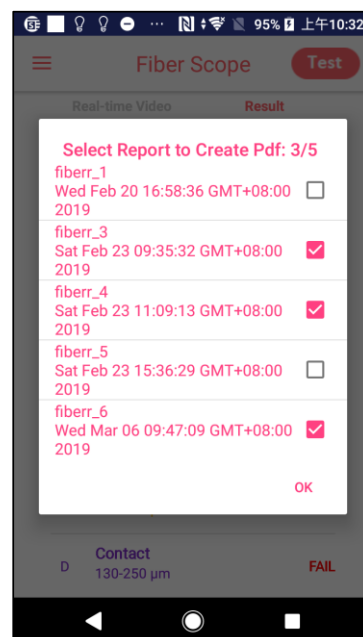 95% 上午10:32
Fiber Scope Test
Real-time Video Result
Select Report to Create Pdf: 3/5
fiberr_1
Wed Feb 20 16:58:36 GMT+08:00
2019
fiberr_3
Sat Feb 23 09:35:32 GMT+08:00
2019
fiberr_4
Sat Feb 23 11:09:13 GMT+08:00
2019
fiberr_5
Sat Feb 23 15:36:29 GMT+08:00
2019
fiberr_6
Wed Mar 06 09:47:09 GMT+08:00
2019
OK
D Contact FAIL
130-250 μm